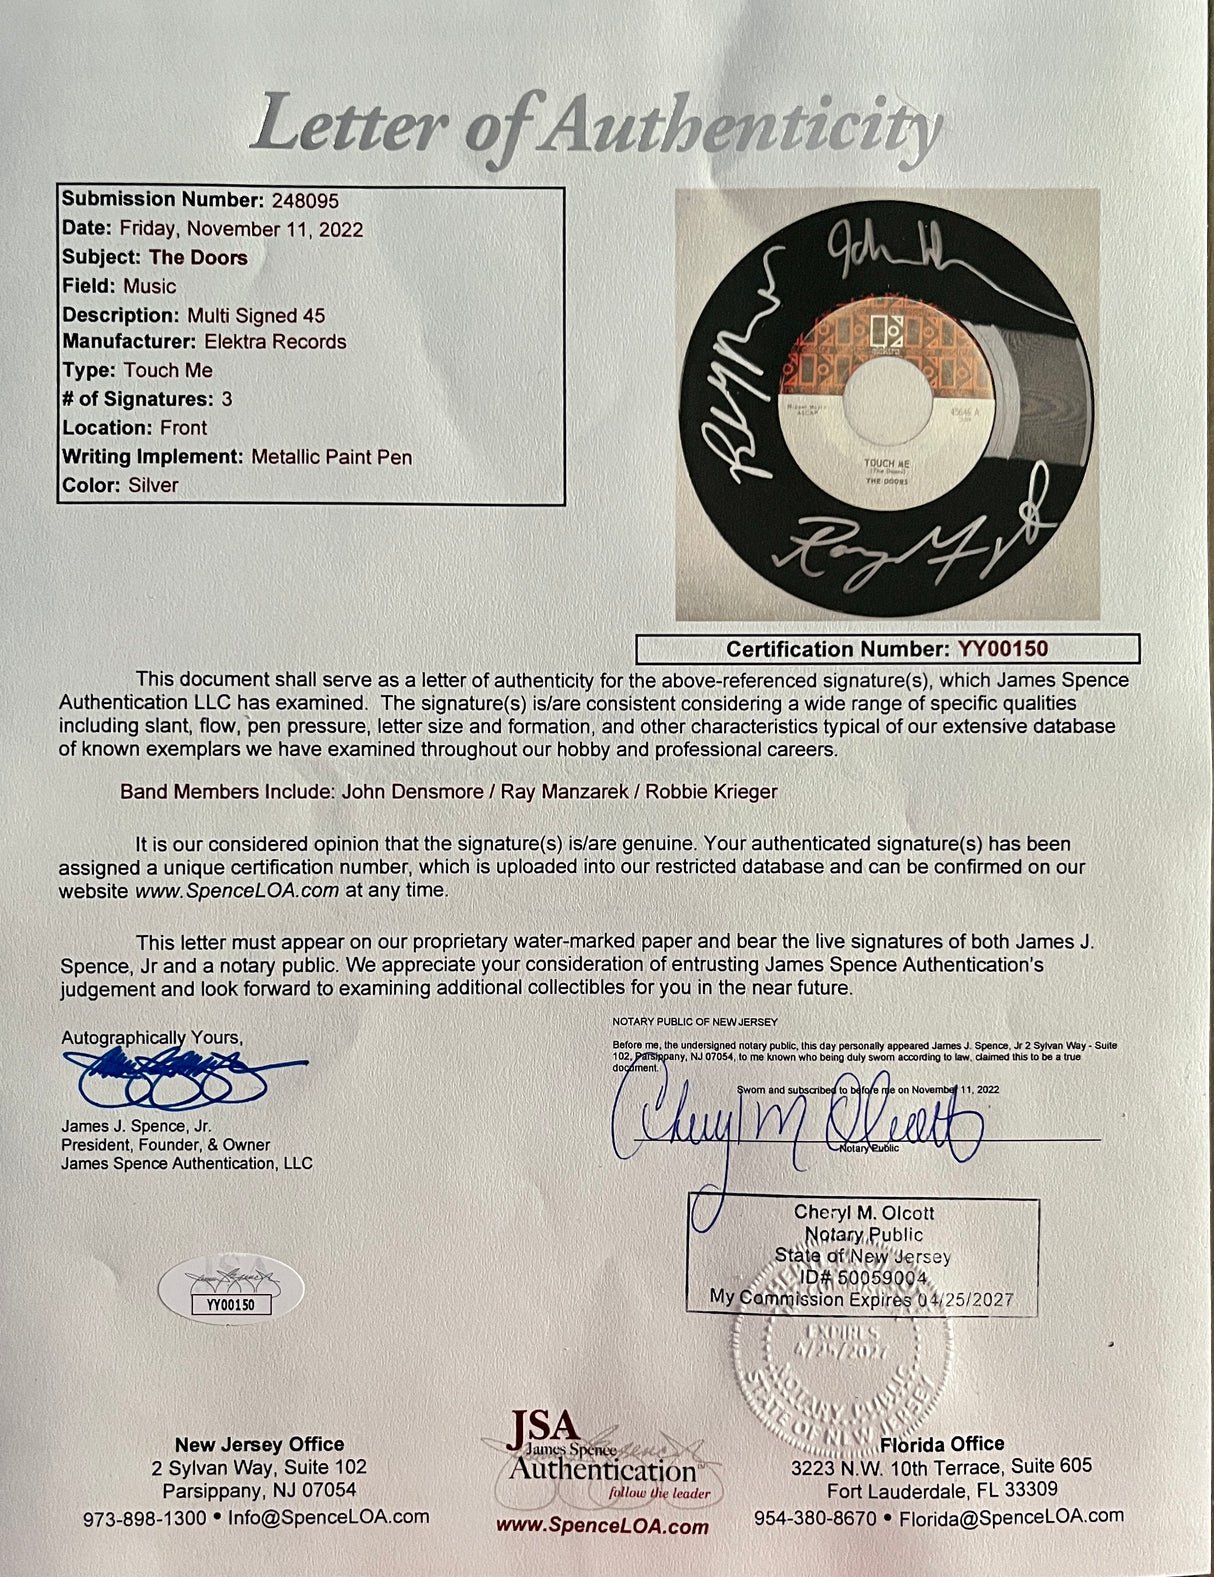 Letter of Authenticity
Submission Number: 248095
Date: Friday, November 11, 2022
Subject: The Doors
Field: Music
Description: Multi Signed 45
Manufacturer: Elektra Records
Type: Touch Me
# of Signatures: 3
Location: Front
Writing Implement: Metallic Paint Pen
Color: Silver
elektra
ASCAP
45646 A
TOUCH ME
(The Doors)
THE DOORS
Certification Number: YY00150
This document shall serve as a letter of authenticity for the above-referenced signature(s), which James Spence
Authentication LLC has examined. The signature(s) is/are consistent considering a wide range of specific qualities
including slant, flow, pen pressure, letter size and formation, and other characteristics typical of our extensive database
of known exemplars we have examined throughout our hobby and professional careers.
Band Members Include: John Densmore / Ray Manzarek / Robbie Krieger
It is our considered opinion that the signature(s) is/are genuine. Your authenticated signature(s) has been
assigned a unique certification number, which is uploaded into our restricted database and can be confirmed on our
website www.SpenceLOA.com at any time.
This letter must appear on our proprietary water-marked paper and bear the live signatures of both James J.
Spence, Jr and a notary public. We appreciate your consideration of entrusting James Spence Authentication's
judgement and look forward to examining additional collectibles for you in the near future.
Autographically Yours,
James J. Spence, Jr.
President, Founder, & Owner
James Spence Authentication, LLC
NOTARY PUBLIC OF NEW JERSEY
Before me, the undersigned notary public, this day personally appeared James J. Spence, Jr 2 Sylvan Way - Suite
102, Parsippany, NJ 07054, to me known who being duly sworn according to law, claimed this to be a true
document.
Sworn and subscribed to before me on November 11, 2022
Cheryl M Olcott
Notary Public
Cheryl M. Olcott
Notary Public
State of New Jersey
ID# 50059004
My Commission Expires 04/25/2027
EXPIRES
4/25/2027
NOTARY PUBLIC
STATE OF NEW JERSEY
YY00150
New Jersey Office
2 Sylvan Way, Suite 102
Parsippany, NJ 07054
973-898-1300 • Info@SpenceLOA.com
JSA
James Spence
Authentication
follow the leader
www.SpenceLOA.com
Florida Office
3223 N.W. 10th Terrace, Suite 605
Fort Lauderdale, FL 33309
954-380-8670 • Florida@SpenceLOA.com